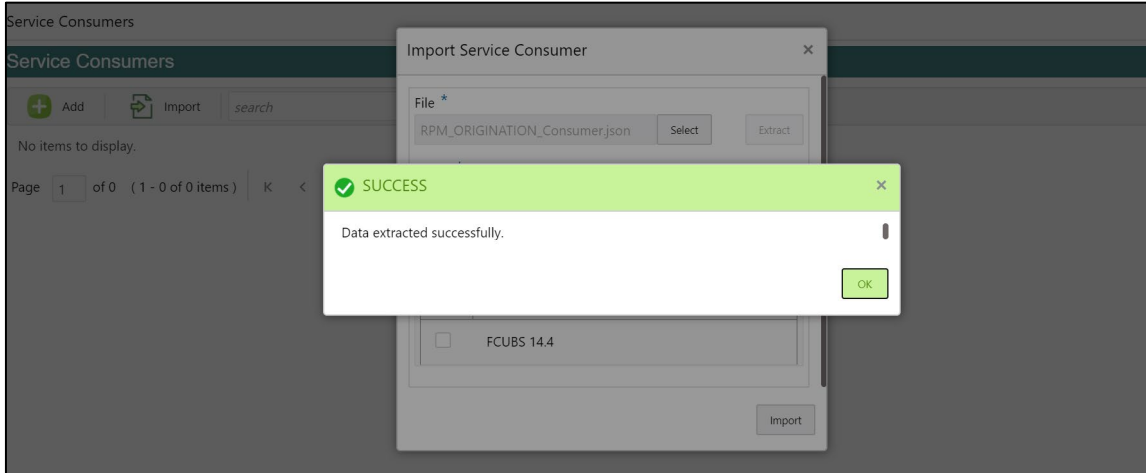 Service Consumers
Service Consumers
Add Import search
No items to display.
Page 1 of 0 ( 1 - 0 of 0 items )
Import Service Consumer
File *
RPM_ORIGINATION_Consumer.json Select Extract
SUCCESS
Data extracted successfully.
OK
FCUBS 14.4
Import